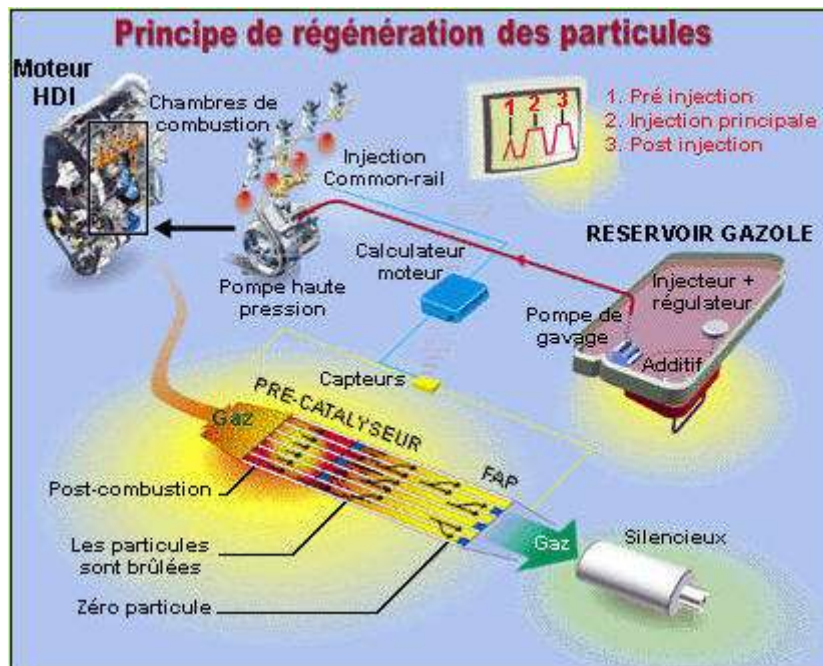 Principe de régénération des particules
Moteur
HDI
Chambres de
combustion
Injection
Common-rail
1 2 3
1. Pré injection
2. Injection principale
3. Post injection
RESERVOIR GAZOLE
Calculateur
moteur
Pompe haute
pression
Injecteur +
régulateur
Pompe de
gavage
Additif
Capteurs
PRE-CATALYSEUR
Gaz
FAP
Post-combustion
Les particules
sont brûlées
Zéro particule
Gaz
Silencieux